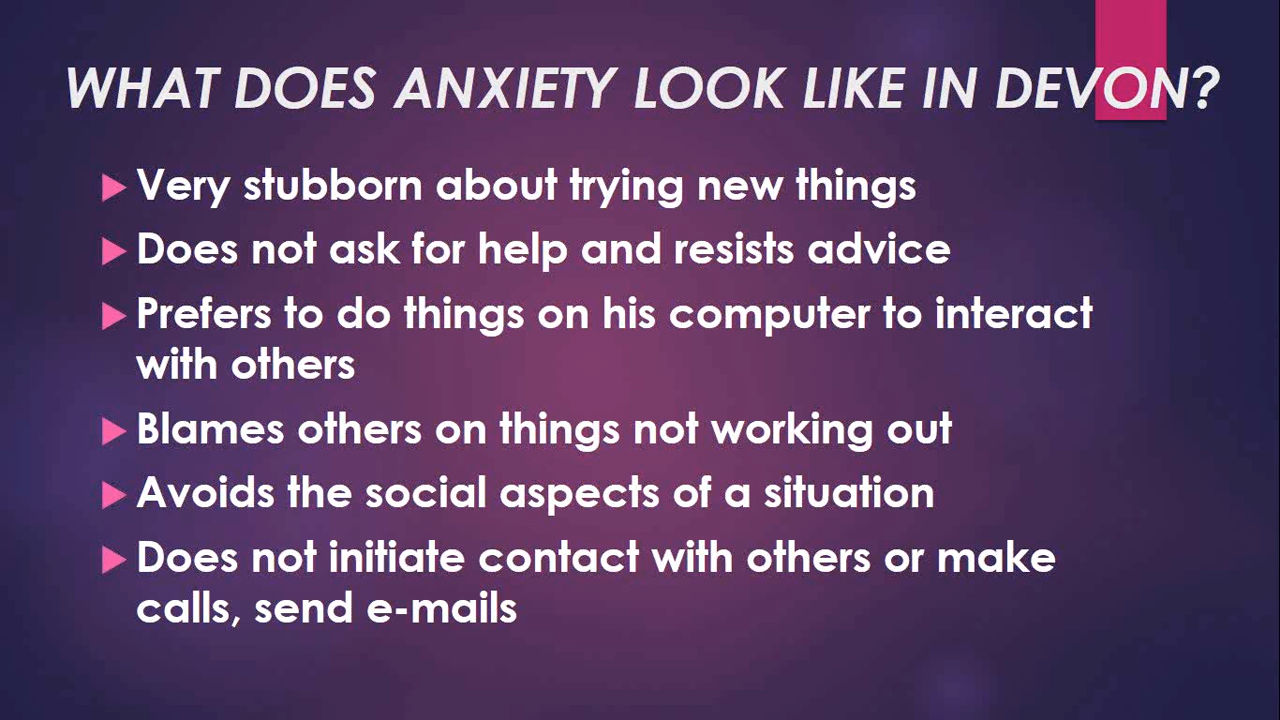 WHAT DOES ANXIETY LOOK LIKE IN DEVON?
Very stubborn about trying new things
Does not ask for help and resists advice
Prefers to do things on his computer to interact
with others
Blames others on things not working out
Avoids the social aspects of a situation
Does not initiate contact with others or make
calls, send e-mails